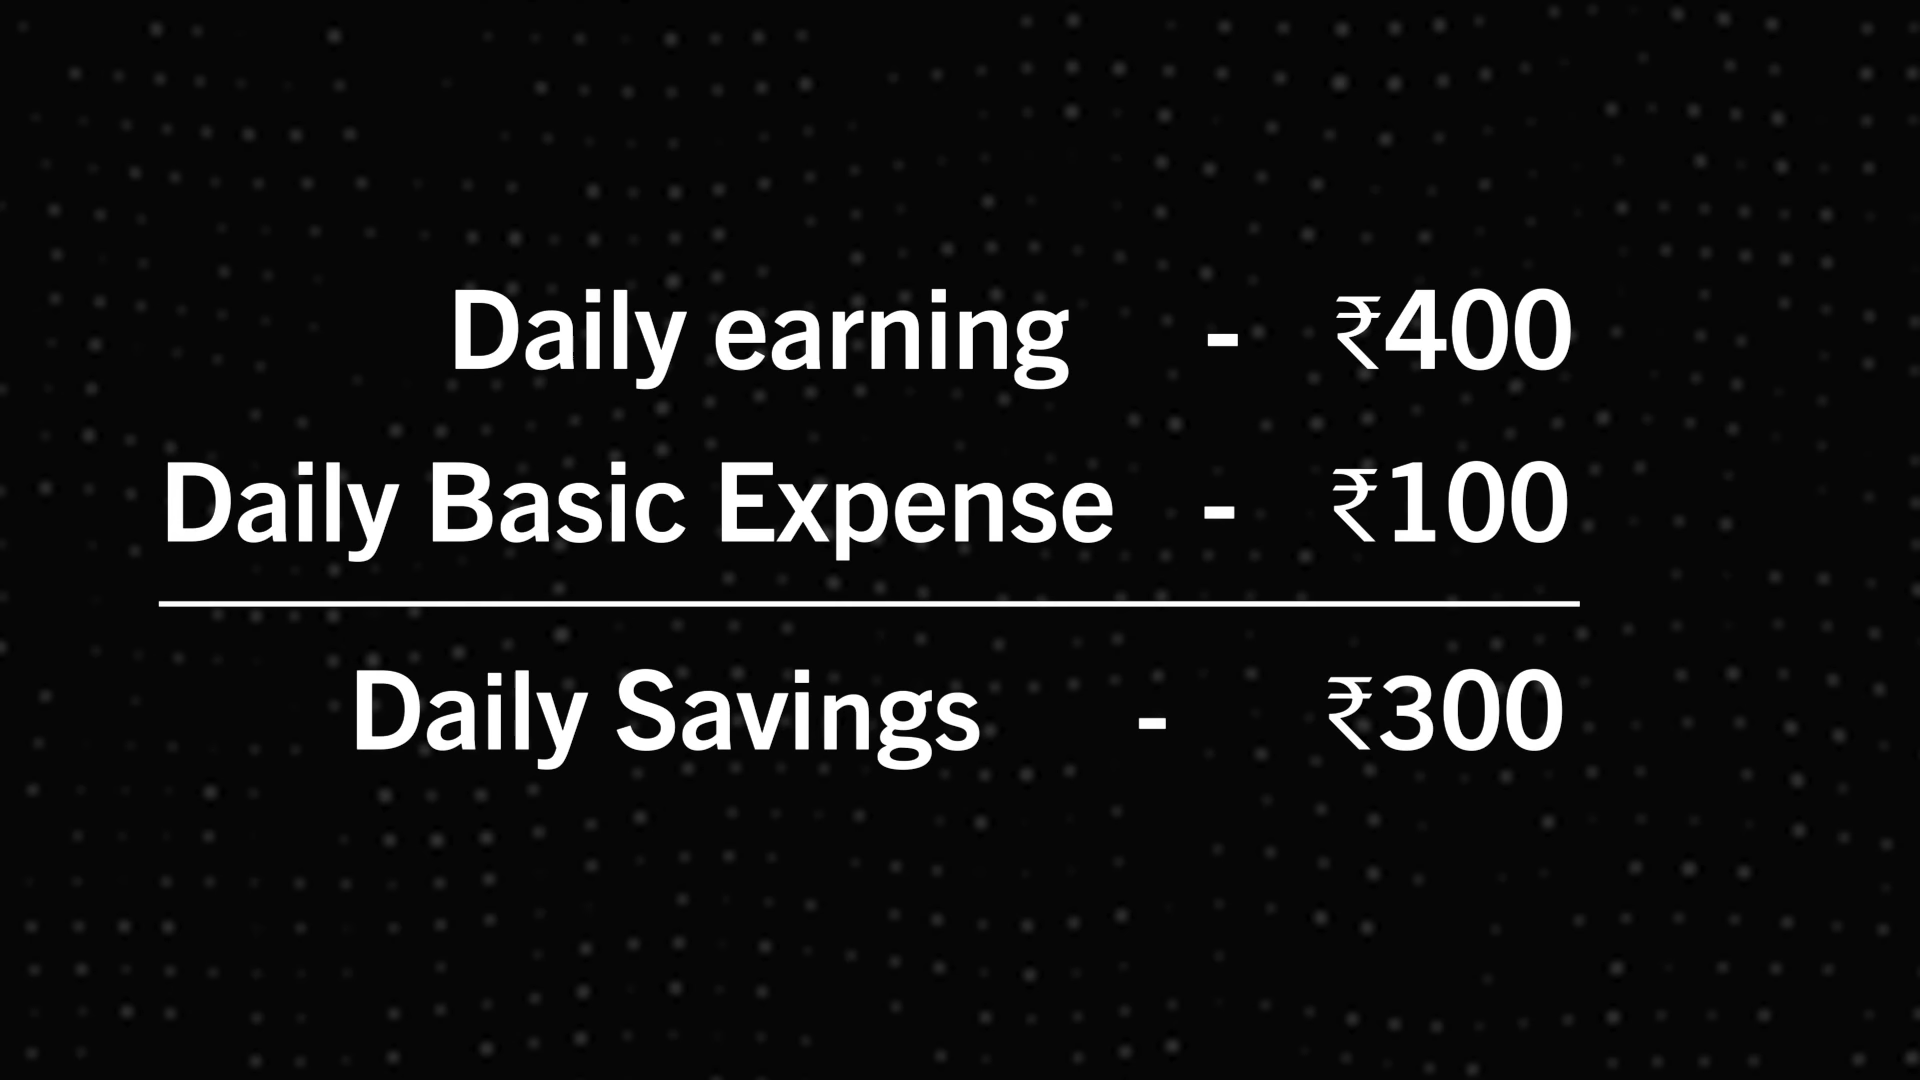 Daily earning - ₹400
Daily Basic Expense - ₹100
Daily Savings - ₹300